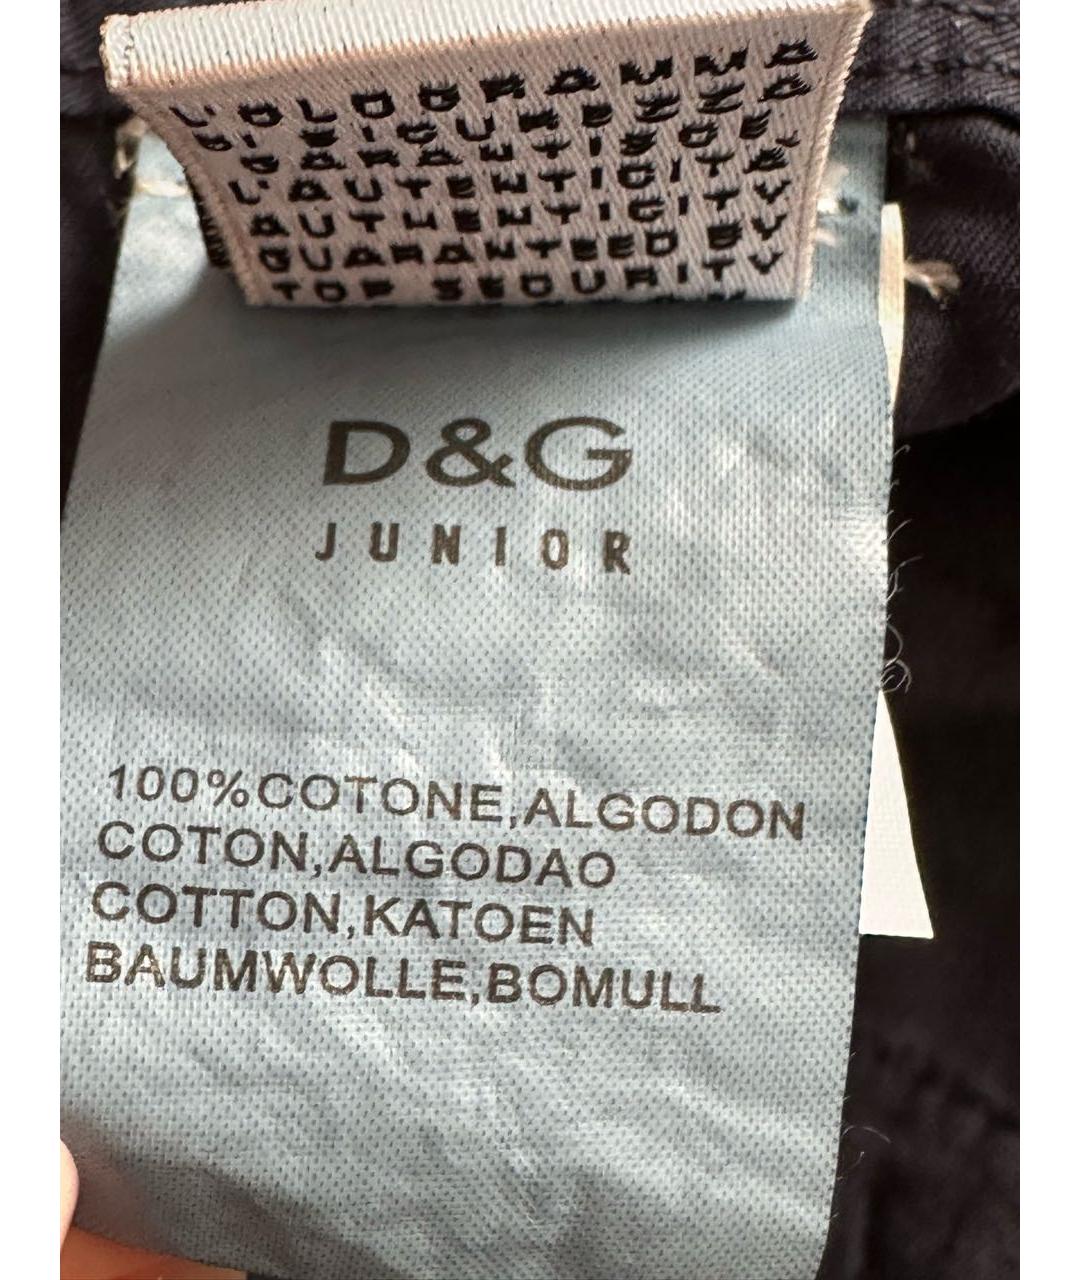 L'OLOGRAMMA
DI SICUREZZA
GARANTISCE
L'AUTENTICITÀ
AUTHENTICITY
GUARANTEED BY
TOP SECURITY
D&G
JUNIOR
100%COTONE,ALGODON
COTON,ALGODAO
COTTON,KATOEN
BAUMWOLLE,BOMULL